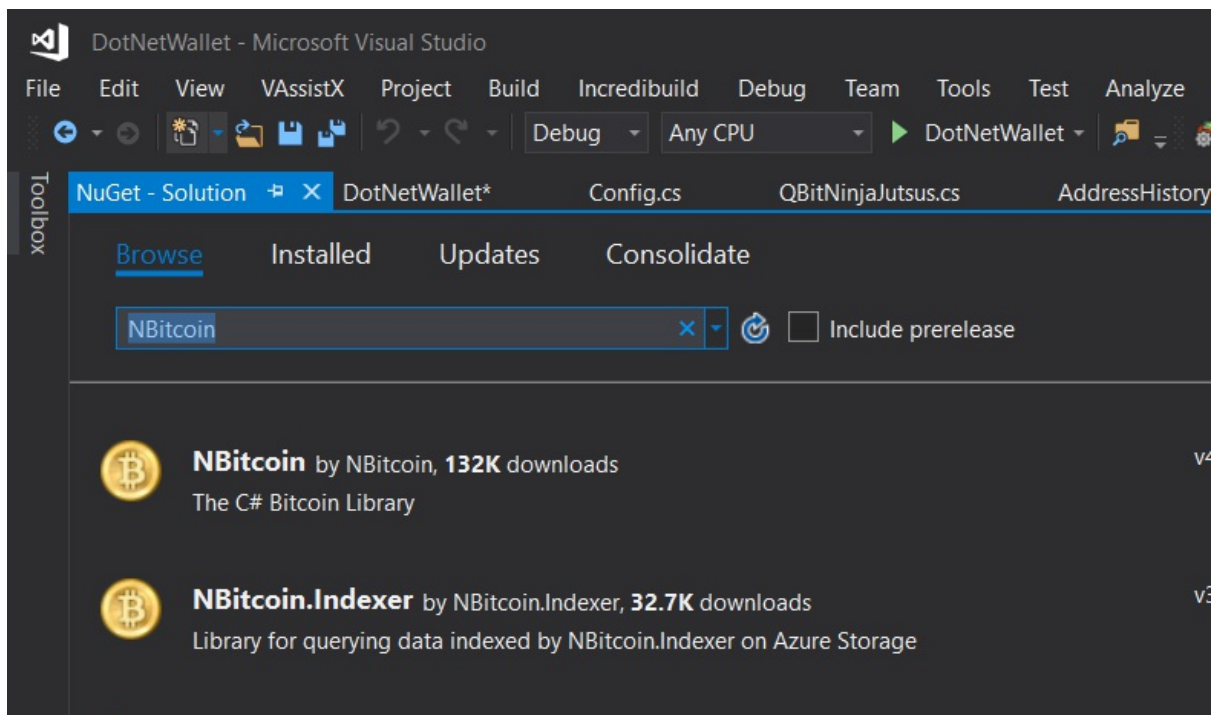 DotNetWallet - Microsoft Visual Studio
File Edit View VAssistX Project Build Incredibuild Debug Team Tools Test Analyze
Debug Any CPU DotNetWallet
Toolbox
NuGet - Solution DotNetWallet* Config.cs QBitNinjaJutsus.cs AddressHistory
Browse Installed Updates Consolidate
NBitcoin Include prerelease
NBitcoin by NBitcoin, 132K downloads v4
The C# Bitcoin Library
NBitcoin.Indexer by NBitcoin.Indexer, 32.7K downloads v3
Library for querying data indexed by NBitcoin.Indexer on Azure Storage